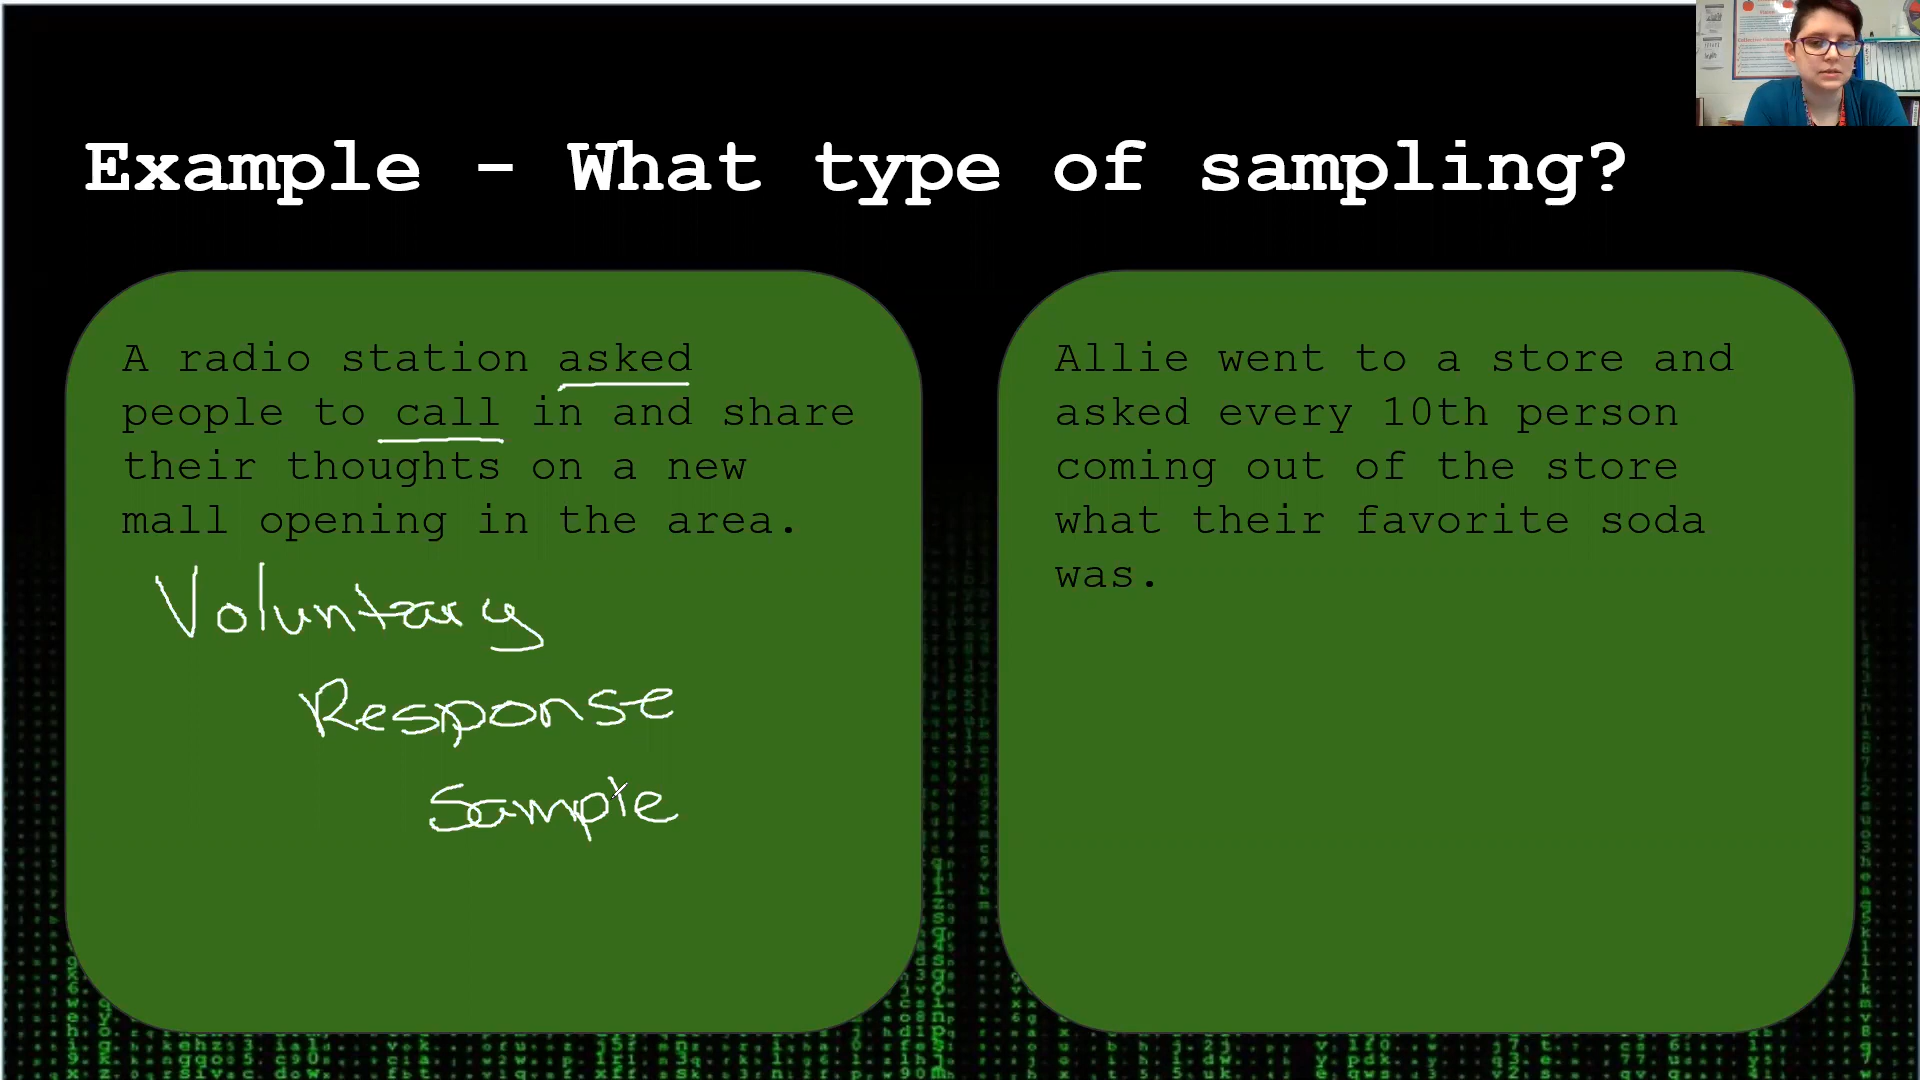 Example - What type of sampling?
A radio station asked
people to call in and share
their thoughts on a new
mall opening in the area.
Voluntary
Response
Sample
Allie went to a store and
asked every 10th person
coming out of the store
what their favorite soda
was.